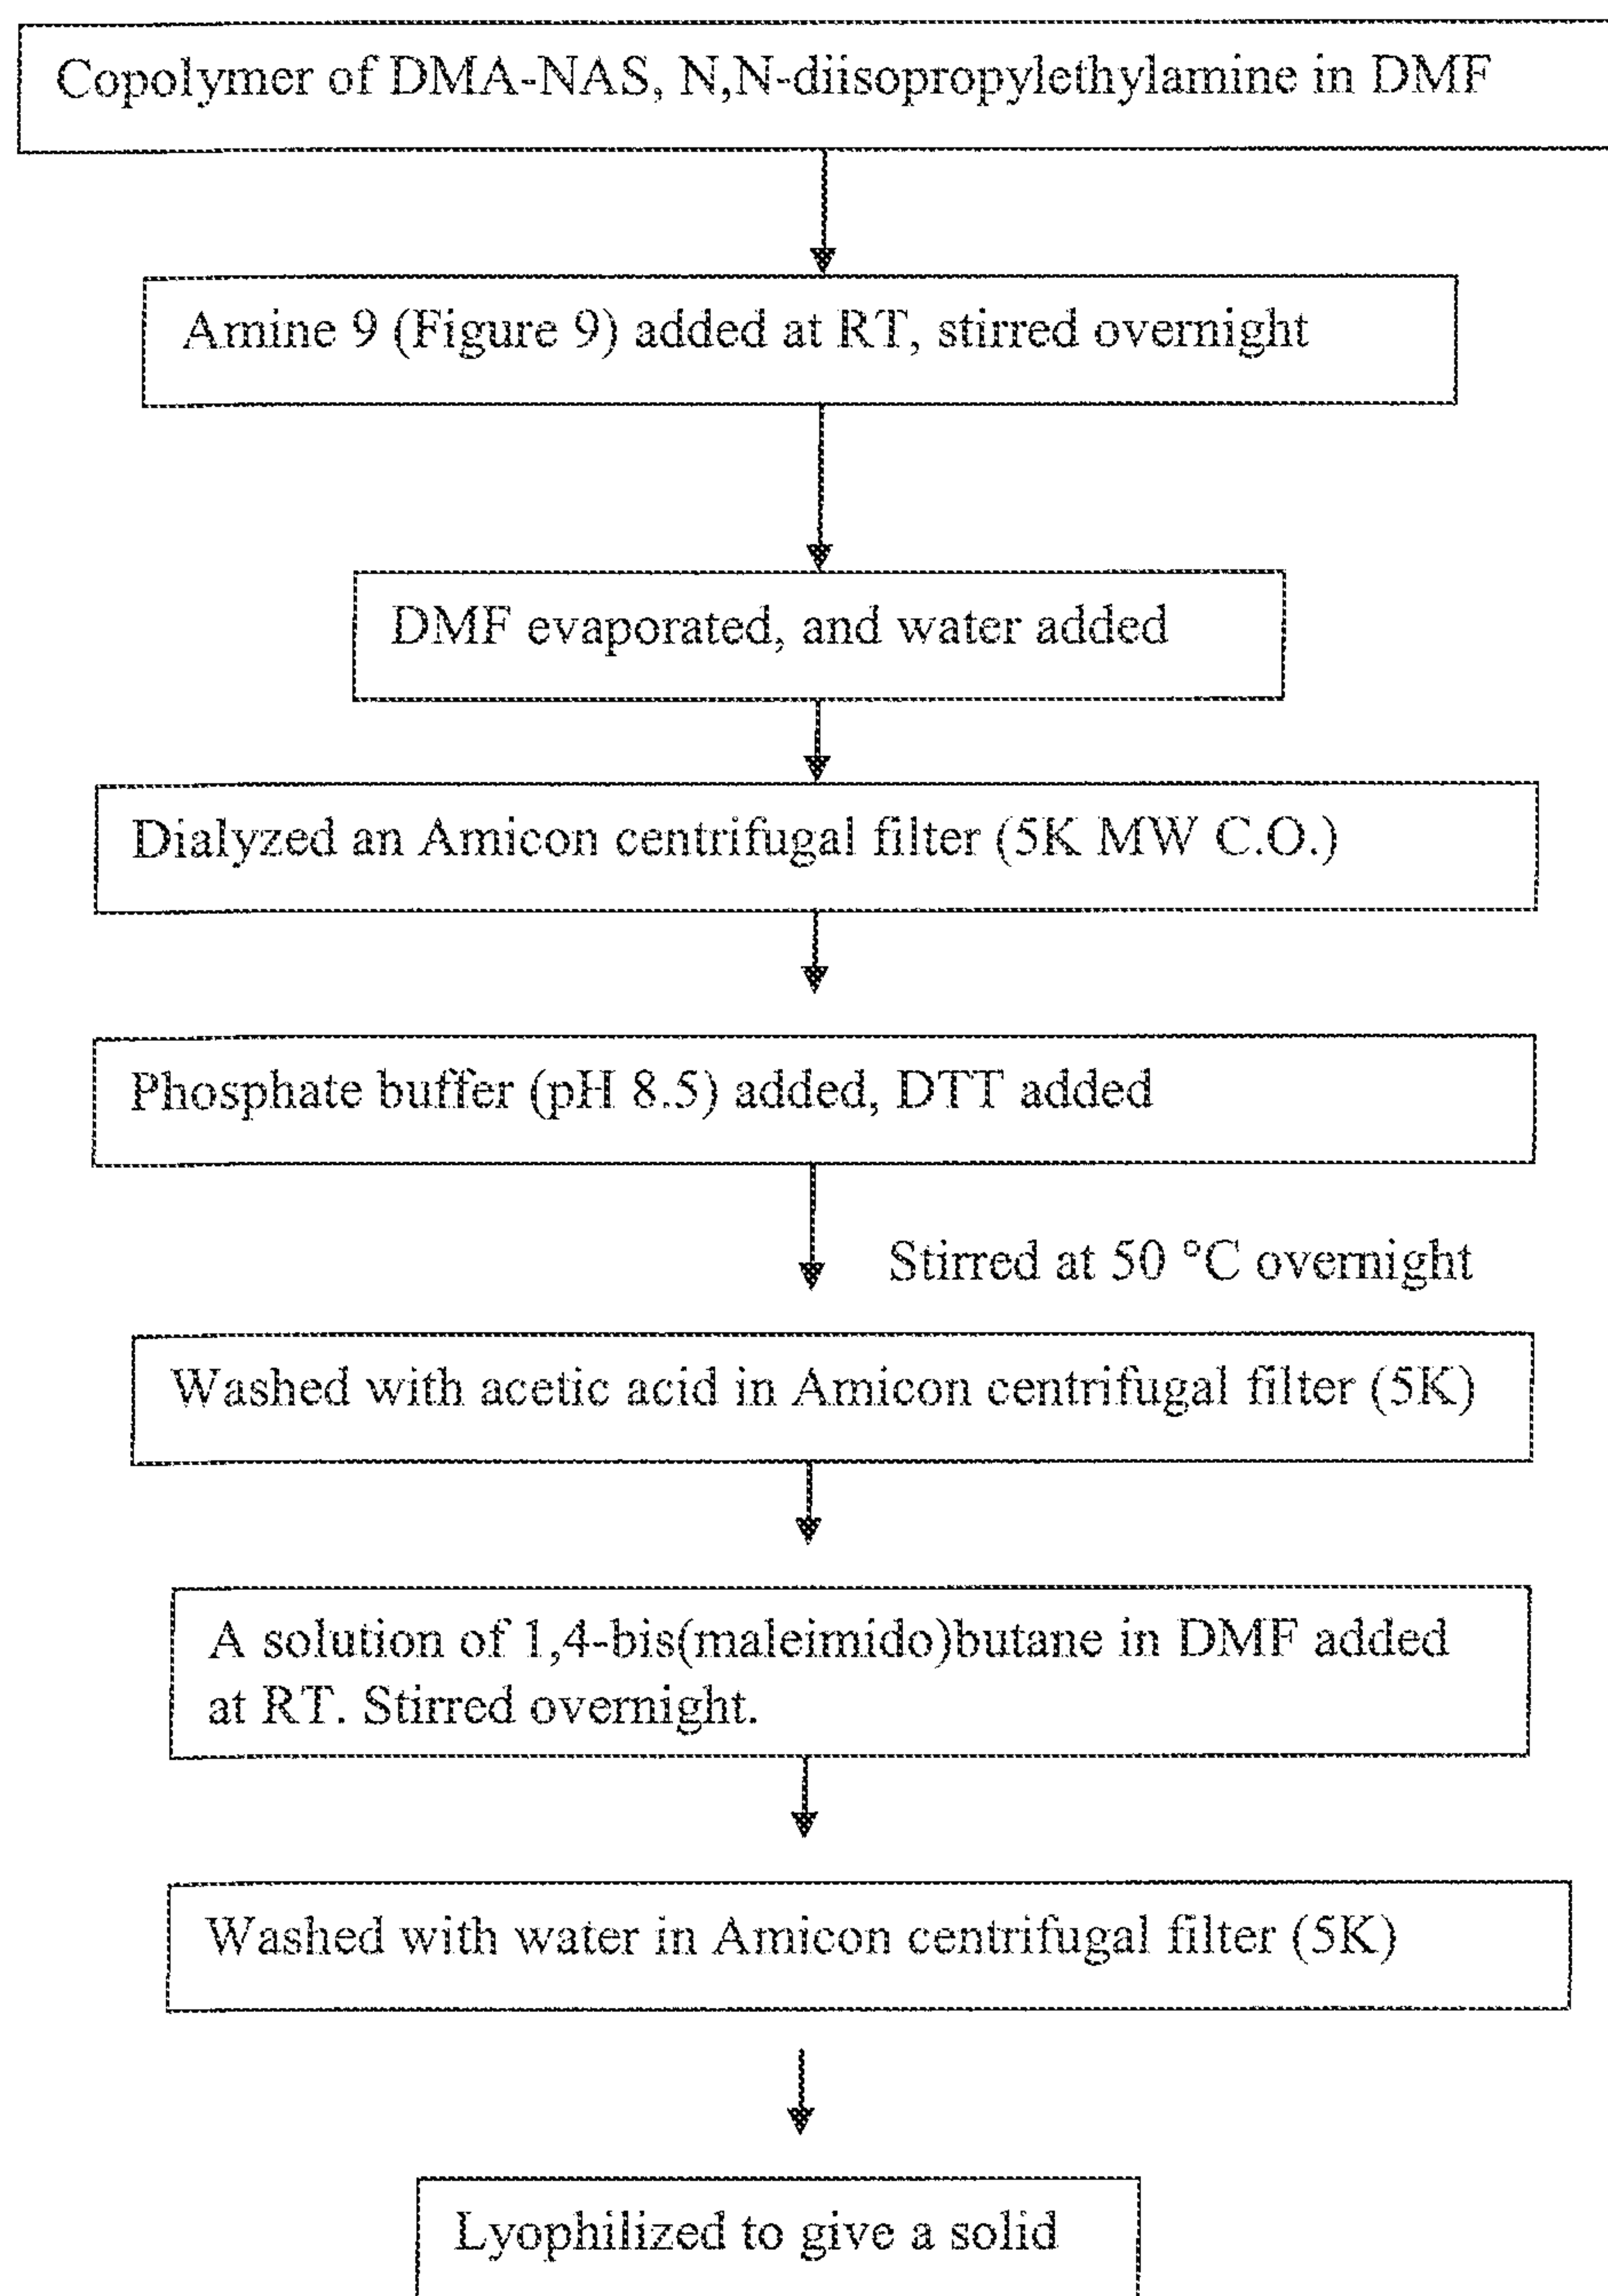 Copolymer of DMA-NAS, N,N-diisopropylethylamine in DMF
Amine 9 (Figure 9) added at RT, stirred overnight
DMF evaporated, and water added
Dialyzed an Amicon centrifugal filter (5K MW C.O.)
Phosphate buffer (pH 8.5) added, DTT added
Stirred at 50 °C overnight
Washed with acetic acid in Amicon centrifugal filter (5K)
A solution of 1,4-bis(maleimido)butane in DMF added
at RT. Stirred overnight.
Washed with water in Amicon centrifugal filter (5K)
Lyophilized to give a solid